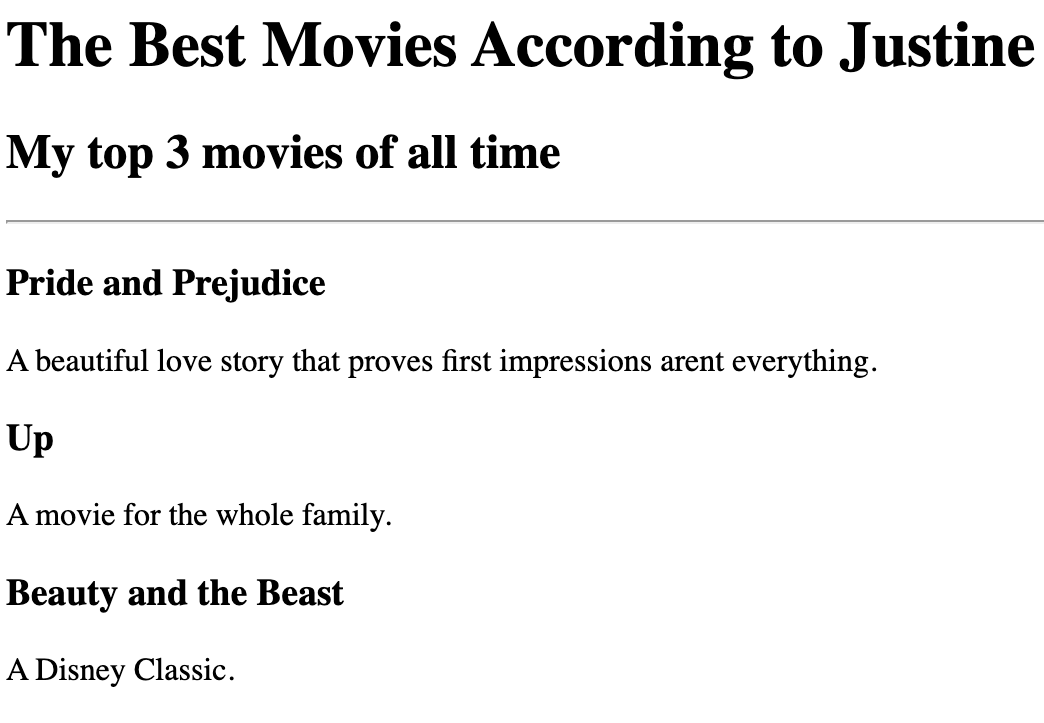 The Best Movies According to Justine
My top 3 movies of all time
Pride and Prejudice
A beautiful love story that proves first impressions arent everything.
Up
A movie for the whole family.
Beauty and the Beast
A Disney Classic.